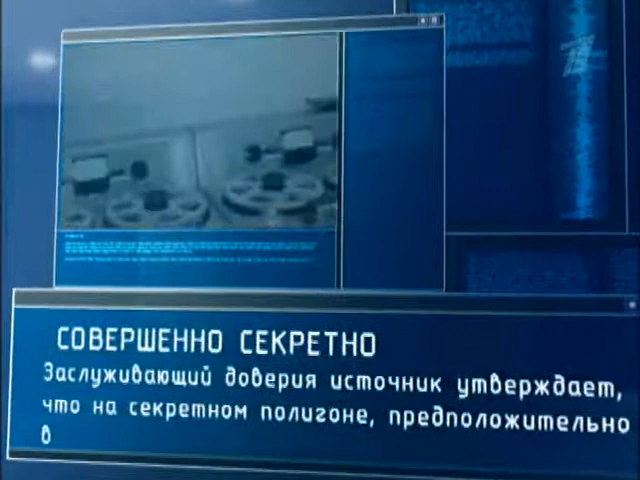 СОВЕРШЕННО СЕКРЕТНО
Заслуживающий доверия источник утверждает,
что на секретном полигоне, предположительно
в